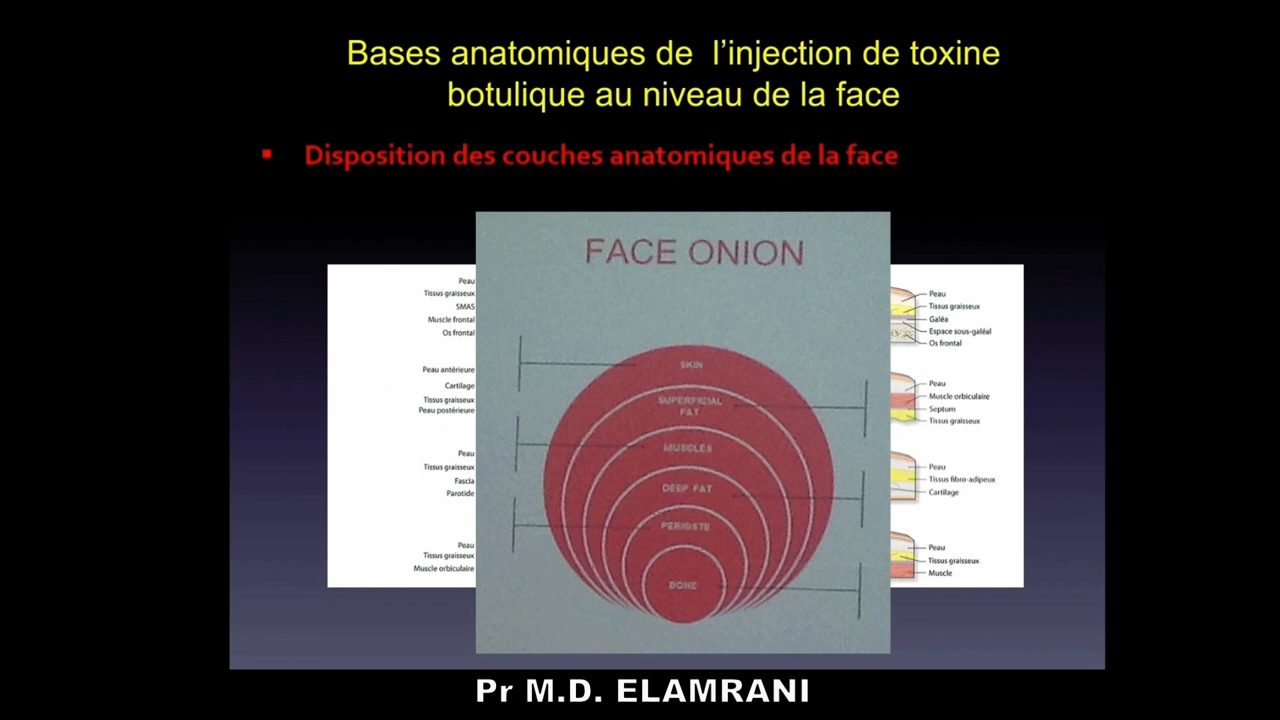 Bases anatomiques de l'injection de toxine
botulique au niveau de la face
▪ Disposition des couches anatomiques de la face
FACE ONION
SKIN
SUPERFICIAL
FAT
MUSCLES
DEEP FAT
PERIOSTE
BONE
Peau
Tissus graisseux
SMAS
Muscle frontal
Os frontal
Peau antérieure
Cartilage
Tissus graisseux
Peau postérieure
Peau
Tissus graisseux
Fascia
Parotide
Peau
Tissus graisseux
Muscle orbiculaire
Peau
Tissus graisseux
Galéa
Espace sous-galéal
Os frontal
Peau
Muscle orbiculaire
Septum
Tissus graisseux
Peau
Tissus fibro-adipeux
Cartilage
Peau
Tissus graisseux
Muscle
Pr M.D. ELAMRANI